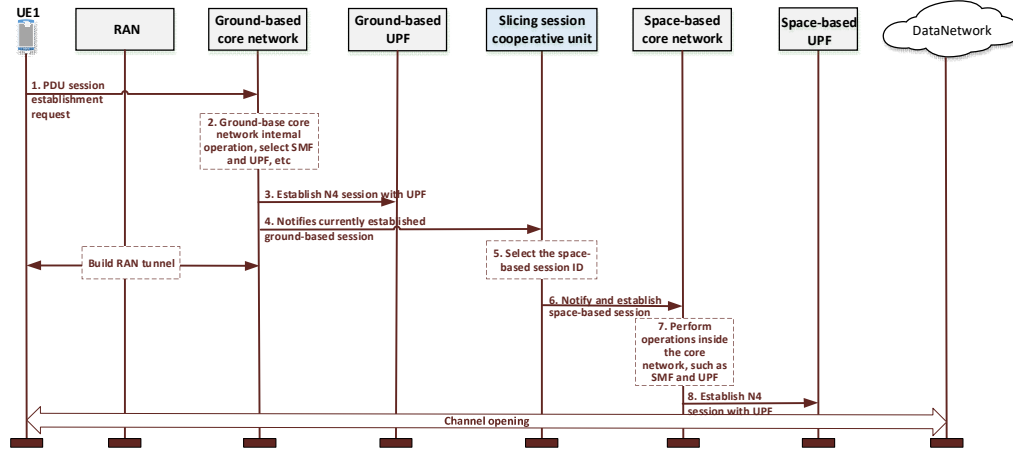 UE1
RAN
Ground-based
core network
Ground-based
UPF
Slicing session
cooperative unit
Space-based
core network
Space-based
UPF
DataNetwork
1. PDU session
establishment
request
2. Ground-base core
network internal
operation, select SMF
and UPF, etc
3. Establish N4 session with UPF
4. Notifies currently established
ground-based session
Build RAN tunnel
5. Select the space-
based session ID
6. Notify and establish
space-based session
7. Perform
operations inside
the core
network, such as
SMF and UPF
8. Establish N4
session with UPF
Channel opening